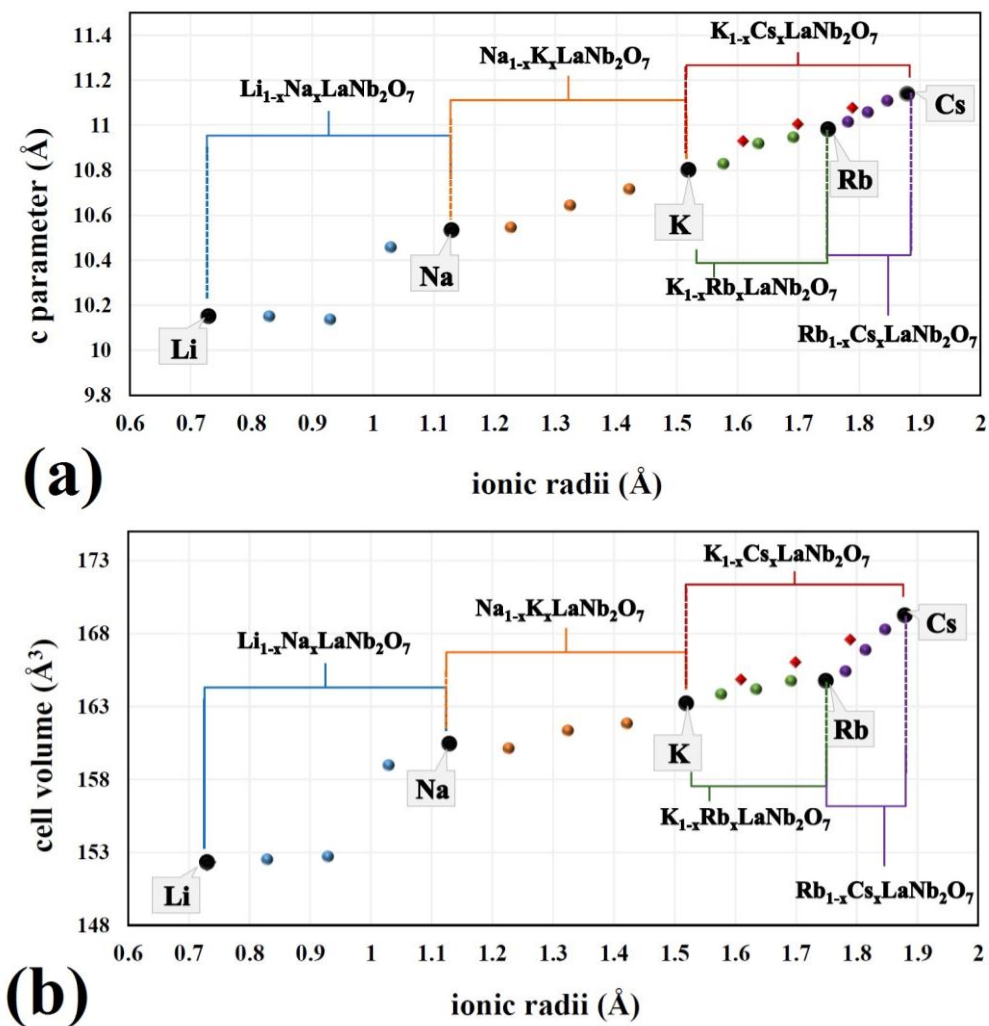 11.4
11.2
11
10.8
10.6
10.4
10.2
10
9.8
c parameter (Å)
K₁₋ₓCsₓLaNb₂O₇
Na₁₋ₓKₓLaNb₂O₇
Li₁₋ₓNaₓLaNb₂O₇
Cs
Rb
K
Na
K₁₋ₓRbₓLaNb₂O₇
Li
Rb₁₋ₓCsₓLaNb₂O₇
0.6 0.7 0.8 0.9 1 1.1 1.2 1.3 1.4 1.5 1.6 1.7 1.8 1.9 2
(a)
ionic radii (Å)
173
168
163
158
153
148
cell volume (Å³)
K₁₋ₓCsₓLaNb₂O₇
Na₁₋ₓKₓLaNb₂O₇
Li₁₋ₓNaₓLaNb₂O₇
Cs
Rb
K
Na
K₁₋ₓRbₓLaNb₂O₇
Li
Rb₁₋ₓCsₓLaNb₂O₇
0.6 0.7 0.8 0.9 1 1.1 1.2 1.3 1.4 1.5 1.6 1.7 1.8 1.9 2
(b)
ionic radii (Å)